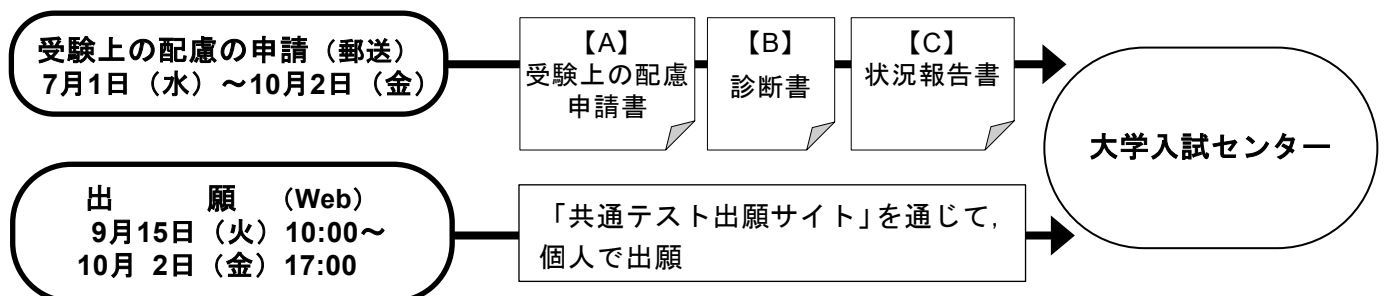 受験上の配慮の申請（郵送）
7月1日（水）～10月2日（金）
【A】
受験上の配慮
申請書
【B】
診断書
【C】
状況報告書
大学入試センター
出　　願　（Web）
9月15日（火）10:00～
10月 2日（金）17:00
「共通テスト出願サイト」を通じて，
個人で出願